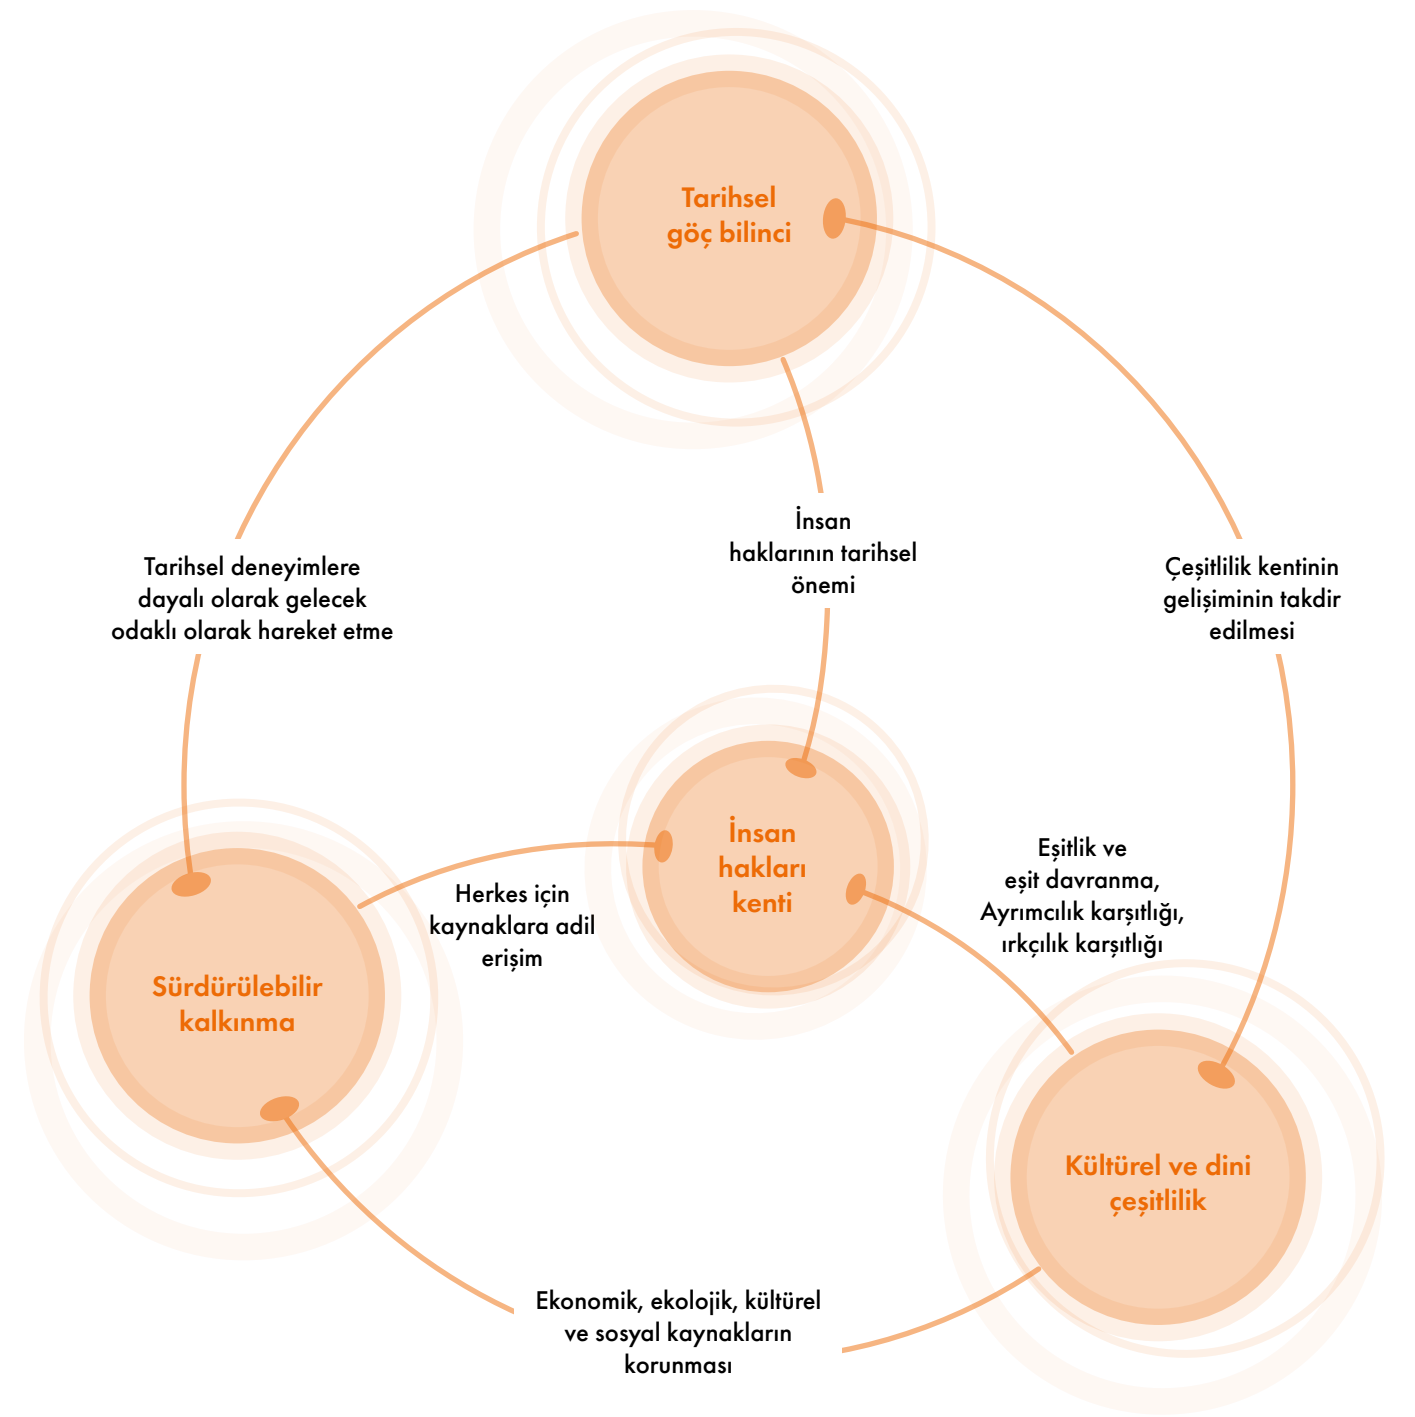 Tarihsel
göç bilinci
İnsan
haklarının tarihsel
önemi
Tarihsel deneyimlere
dayalı olarak gelecek
odaklı olarak hareket etme
Çeşitlilik kentinin
gelişiminin takdir
edilmesi
İnsan
hakları
kenti
Eşitlik ve
eşit davranma,
Ayrımcılık karşıtlığı,
ırkçılık karşıtlığı
Herkes için
kaynaklara adil
erişim
Sürdürülebilir
kalkınma
Kültürel ve dini
çeşitlilik
Ekonomik, ekolojik, kültürel
ve sosyal kaynakların
korunması